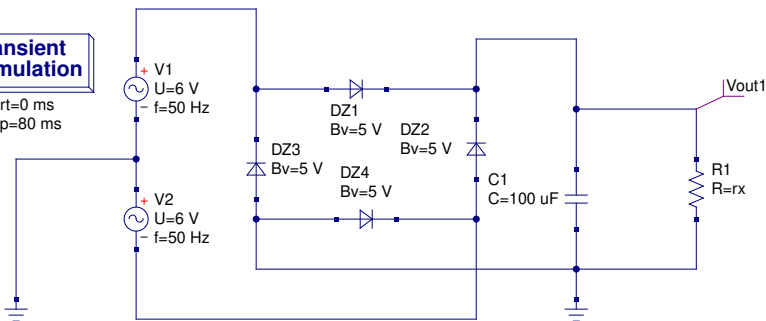 ansient
mulation
rt=0 ms
p=80 ms
+ V1
U=6 V
− f=50 Hz
+ V2
U=6 V
− f=50 Hz
DZ1
Bv=5 V
DZ2
Bv=5 V
DZ3
Bv=5 V
DZ4
Bv=5 V
C1
C=100 uF
Vout1
R1
R=rx